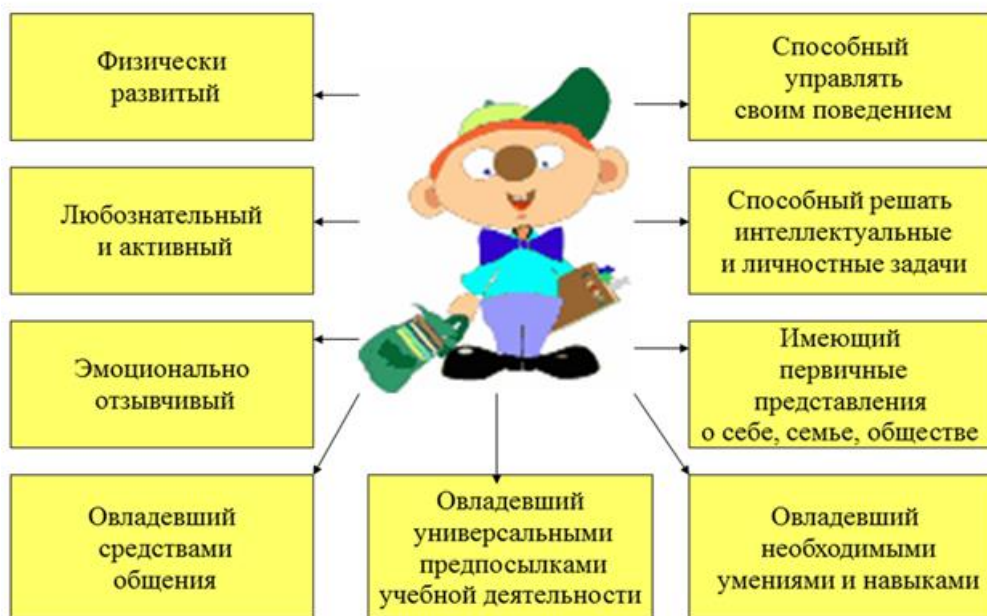 Физически
развитый
Способный
управлять
своим поведением
Любознательный
и активный
Способный решать
интеллектуальные
и личностные задачи
Эмоционально
отзывчивый
Имеющий
первичные
представления
о себе, семье, обществе
Овладевший
средствами
общения
Овладевший
универсальными
предпосылками
учебной деятельности
Овладевший
необходимыми
умениями и навыками